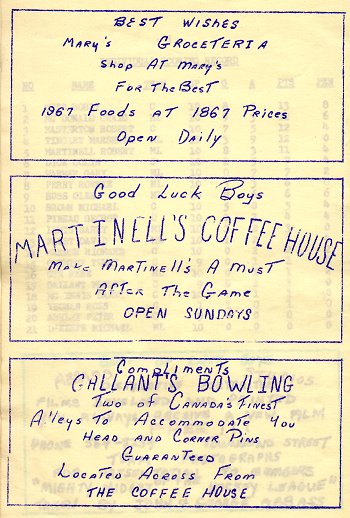 Best Wishes
Mary's Groceteria
Shop At Mary's
For The Best
1967 Foods at 1867 Prices
Open Daily
Good Luck Boys
MARTINELL'S COFFEE HOUSE
Make Martinell's A Must
After The Game
OPEN SUNDAYS
Compliments
GALLANT'S BOWLING
Two of Canada's Finest
Alleys To Accommodate You
Head and Corner Pins
Guaranteed
Located Across From
THE COFFEE HOUSE